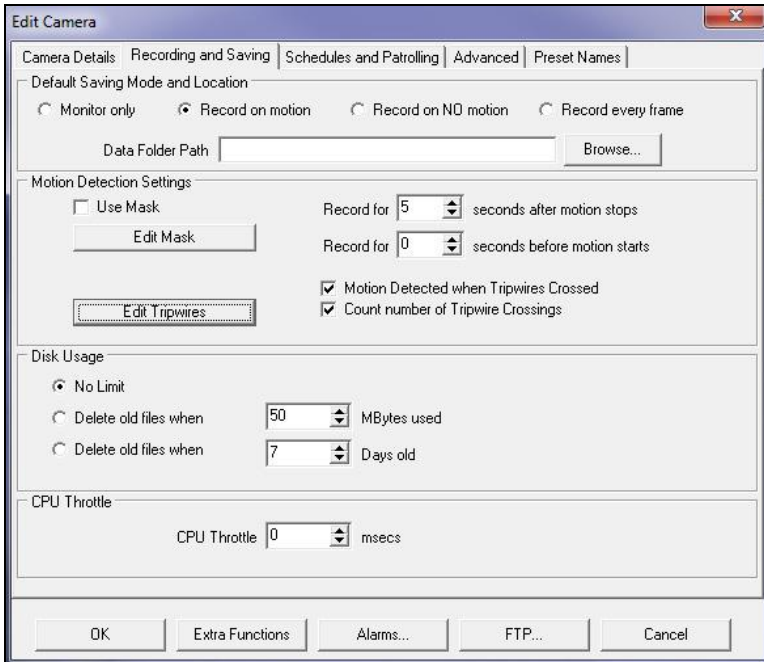 Edit Camera
Camera Details Recording and Saving Schedules and Patrolling Advanced Preset Names
Default Saving Mode and Location
Monitor only Record on motion Record on NO motion Record every frame
Data Folder Path Browse...
Motion Detection Settings
Use Mask Record for 5 seconds after motion stops
Edit Mask Record for 0 seconds before motion starts
Motion Detected when Tripwires Crossed
Edit Tripwires Count number of Tripwire Crossings
Disk Usage
No Limit
Delete old files when 50 MBytes used
Delete old files when 7 Days old
CPU Throttle
CPU Throttle 0 msecs
OK Extra Functions Alarms... FTP... Cancel